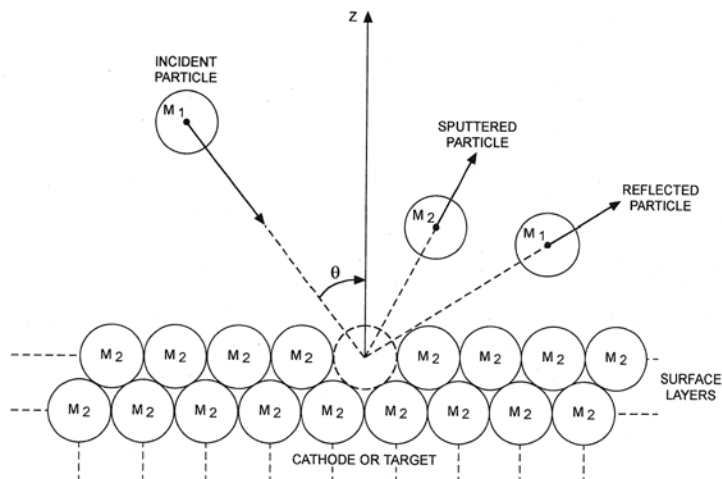 Z
INCIDENT
PARTICLE
M1
SPUTTERED
PARTICLE
M2
REFLECTED
PARTICLE
M1
θ
M2 M2 M2 M2 M2 M2 M2 M2
SURFACE
LAYERS
M2 M2 M2 M2 M2 M2 M2 M2 M2
CATHODE OR TARGET